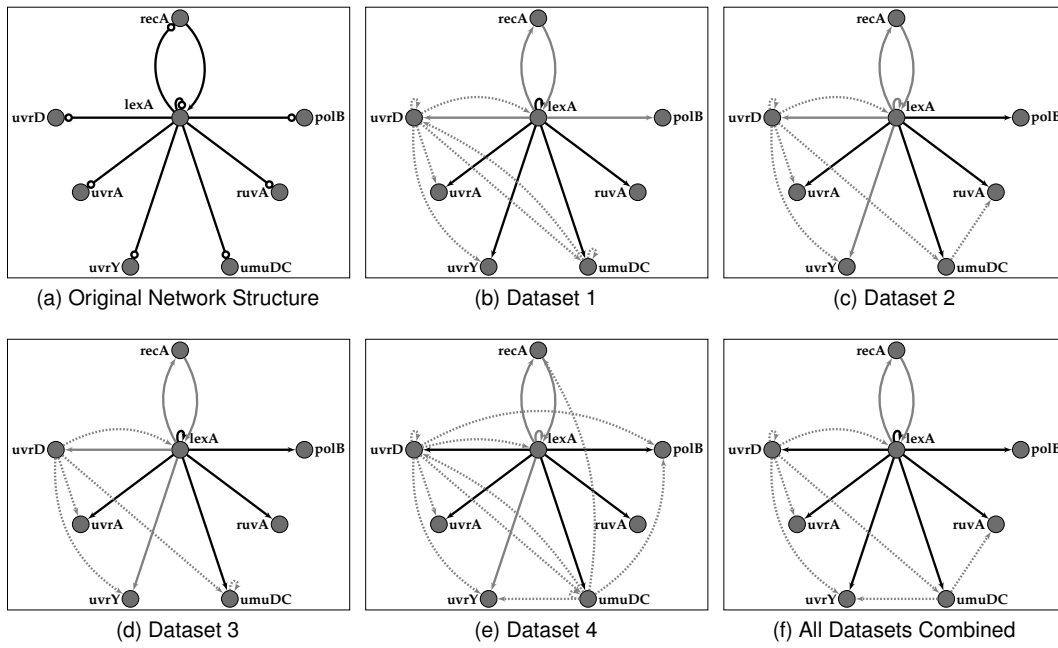 recA
lexA
uvrD
polB
uvrA
ruvA
uvrY
umuDC
(a) Original Network Structure
recA
lexA
uvrD
polB
uvrA
ruvA
uvrY
umuDC
(b) Dataset 1
recA
lexA
uvrD
polB
uvrA
ruvA
uvrY
umuDC
(c) Dataset 2
recA
lexA
uvrD
polB
uvrA
ruvA
uvrY
umuDC
(d) Dataset 3
recA
lexA
uvrD
polB
uvrA
ruvA
uvrY
umuDC
(e) Dataset 4
recA
lexA
uvrD
polB
uvrA
ruvA
uvrY
umuDC
(f) All Datasets Combined